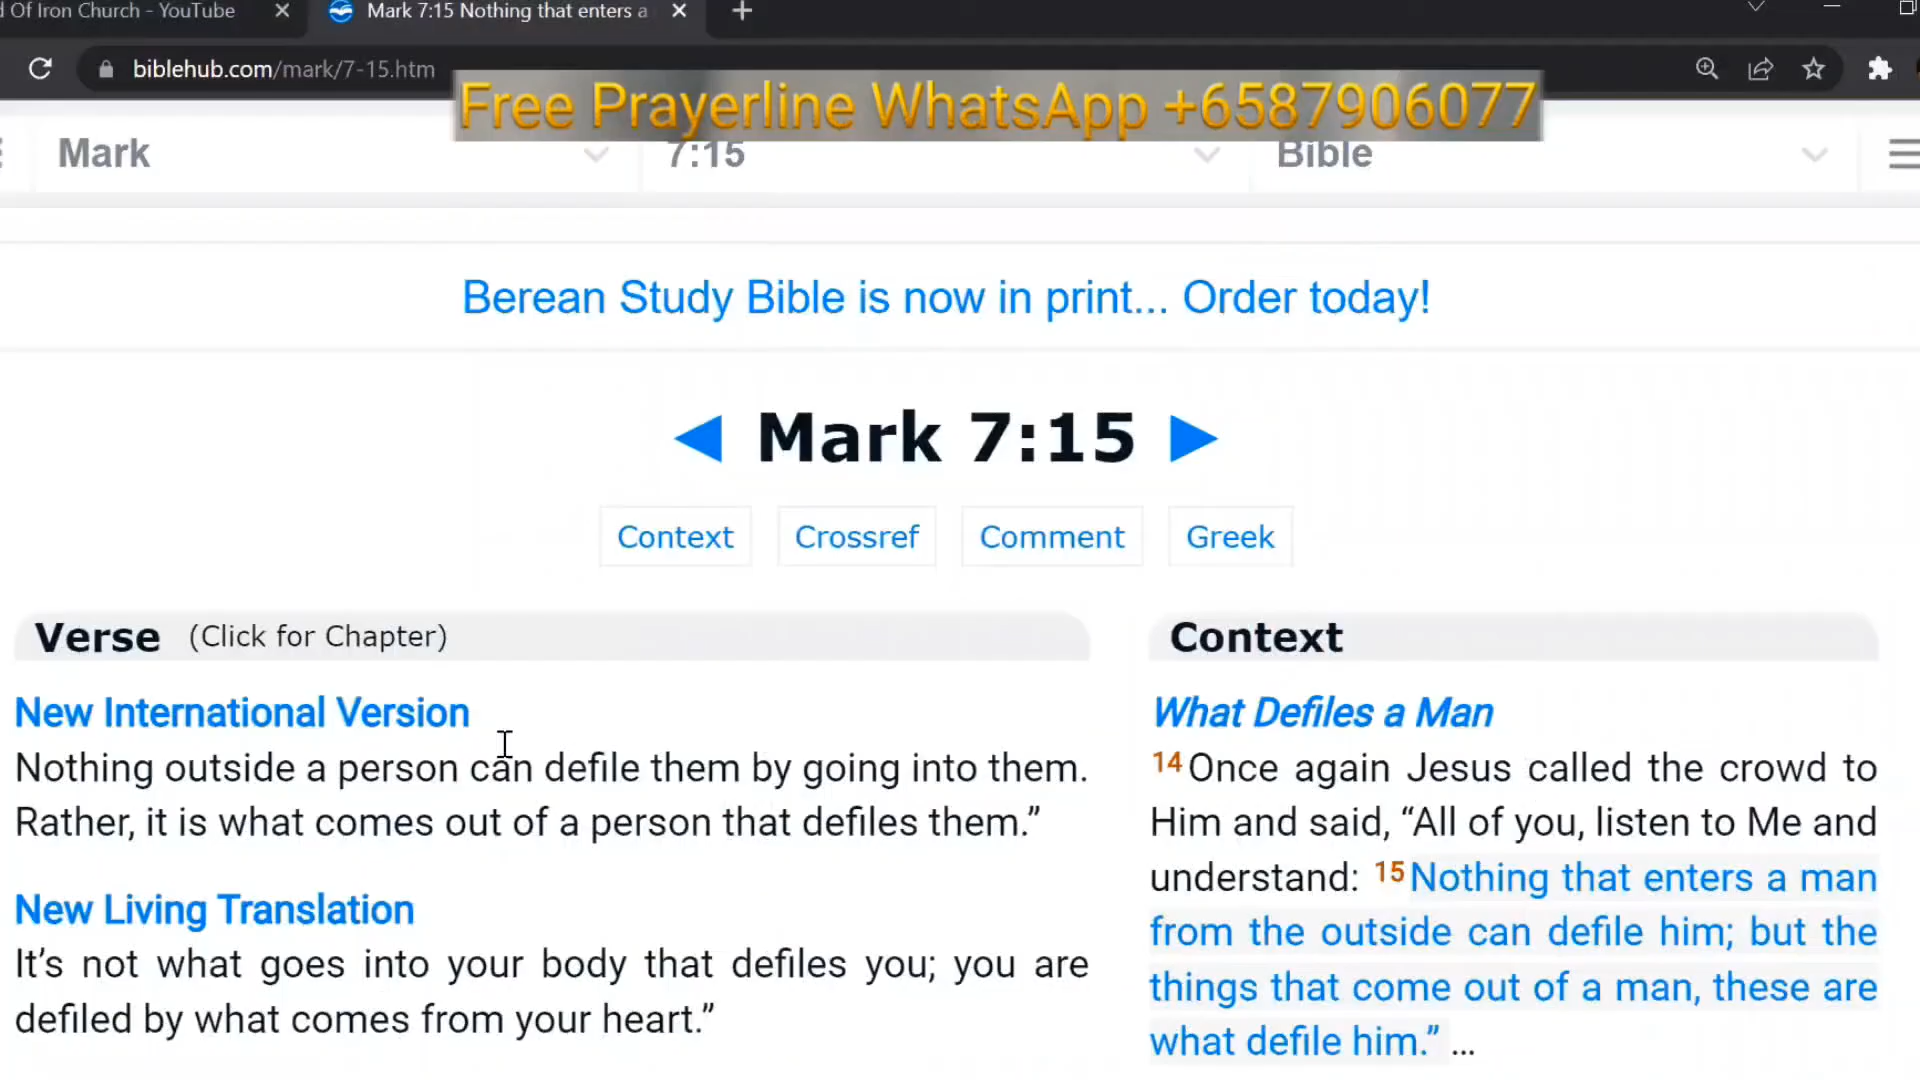 d Of Iron Church - YouTube
Mark 7:15 Nothing that enters a
biblehub.com/mark/7-15.htm
Free Prayerline WhatsApp +6587906077
Mark
7:15
Bible
Berean Study Bible is now in print... Order today!
Mark 7:15
Context
Crossref
Comment
Greek
Verse (Click for Chapter)
New International Version
Nothing outside a person can defile them by going into them.
Rather, it is what comes out of a person that defiles them.”
New Living Translation
It’s not what goes into your body that defiles you; you are
defiled by what comes from your heart.”
Context
What Defiles a Man
14 Once again Jesus called the crowd to
Him and said, “All of you, listen to Me and
understand: 15 Nothing that enters a man
from the outside can defile him; but the
things that come out of a man, these are
what defile him.” ...